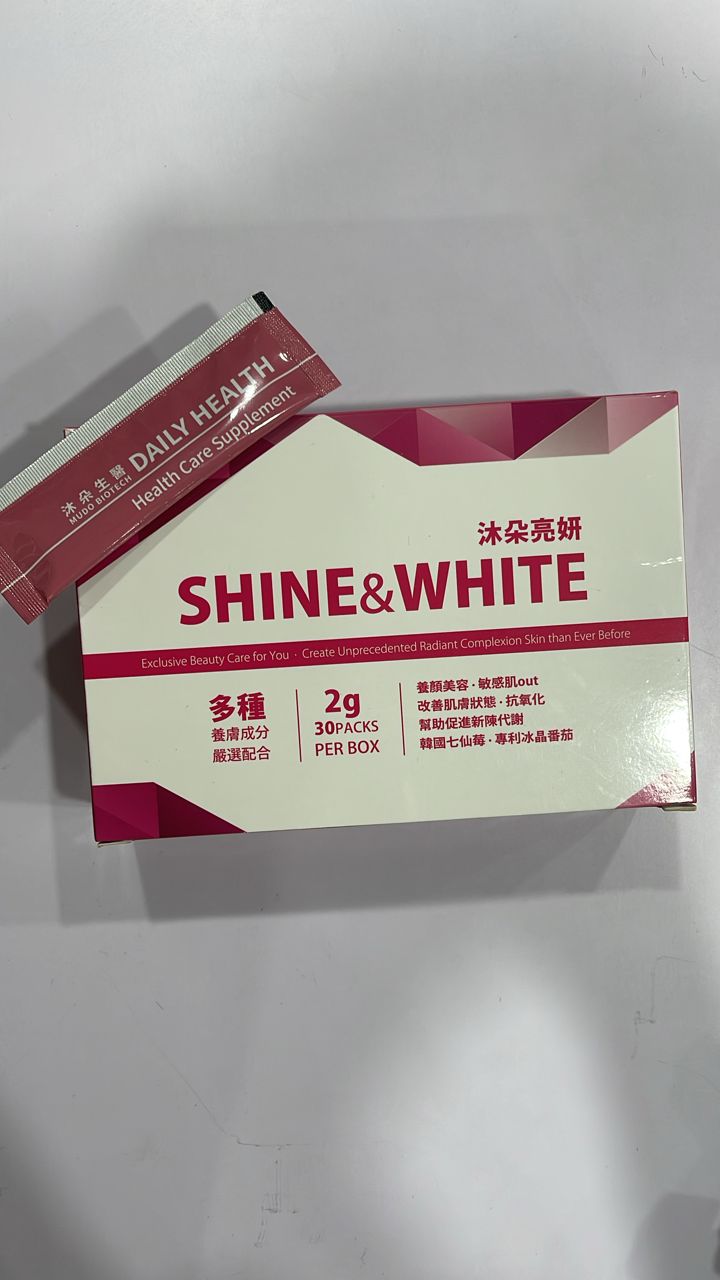 沐朵生醫
MUDO BIOTECH
DAILY HEALTH
Health Care Supplement
沐朵亮妍
SHINE&WHITE
Exclusive Beauty Care for You · Create Unprecedented Radiant Complexion Skin than Ever Before
多種
養膚成分
嚴選配合
2g
30PACKS
PER BOX
養顏美容·敏感肌out
改善肌膚狀態·抗氧化
幫助促進新陳代謝
韓國七仙莓·專利冰晶番茄